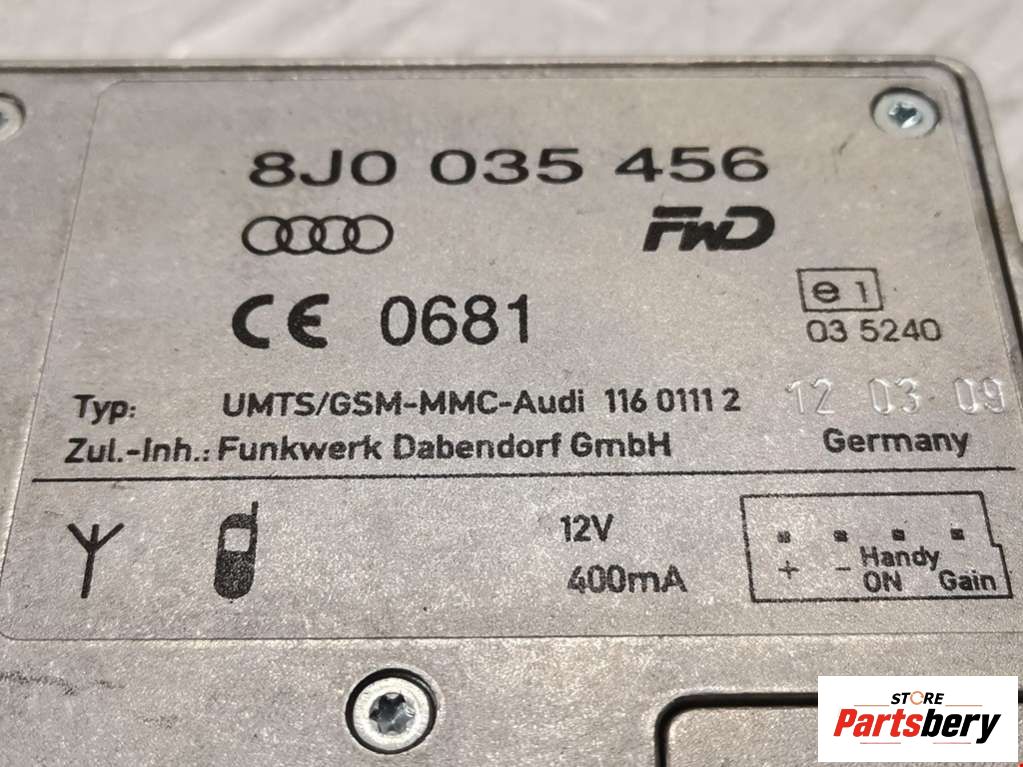 8J0 035 456
FWD
CE 0681
e 1
03 5240
Typ: UMTS/GSM-MMC-Audi 116 0111 2 12 03 09
Zul.-Inh.: Funkwerk Dabendorf GmbH Germany
12V
400mA
+ - Handy ON Gain
STORE
Partsbery